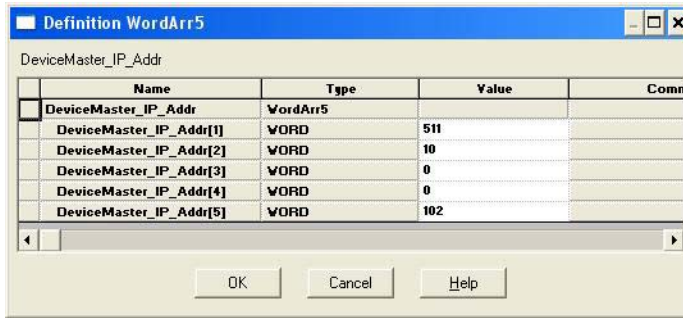 Definition WordArr5
DeviceMaster_IP_Addr
Name Type Value Comm
DeviceMaster_IP_Addr WordArr5
DeviceMaster_IP_Addr[1] WORD 511
DeviceMaster_IP_Addr[2] WORD 10
DeviceMaster_IP_Addr[3] WORD 0
DeviceMaster_IP_Addr[4] WORD 0
DeviceMaster_IP_Addr[5] WORD 102
OK Cancel Help